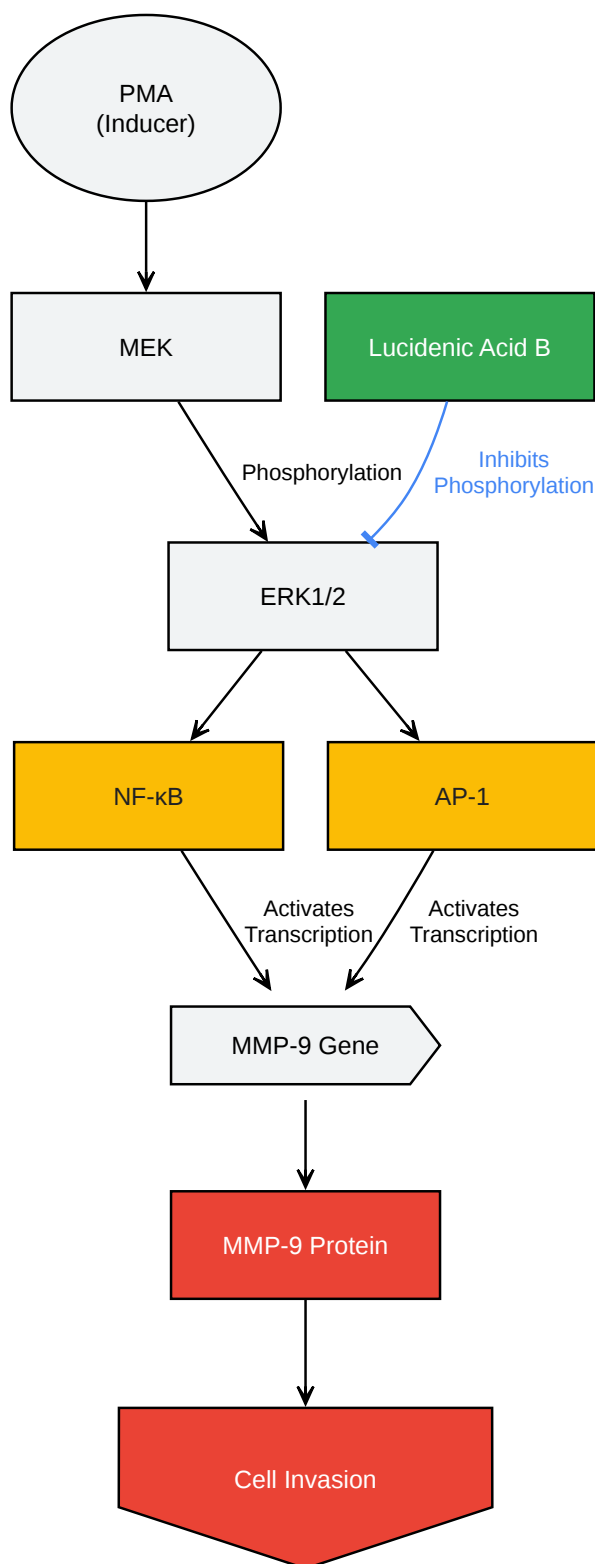 PMA
(Inducer)
MEK
Lucidenic Acid B
Phosphorylation
Inhibits
Phosphorylation
ERK1/2
NF-κB
AP-1
Activates
Transcription
Activates
Transcription
MMP-9 Gene
MMP-9 Protein
Cell Invasion